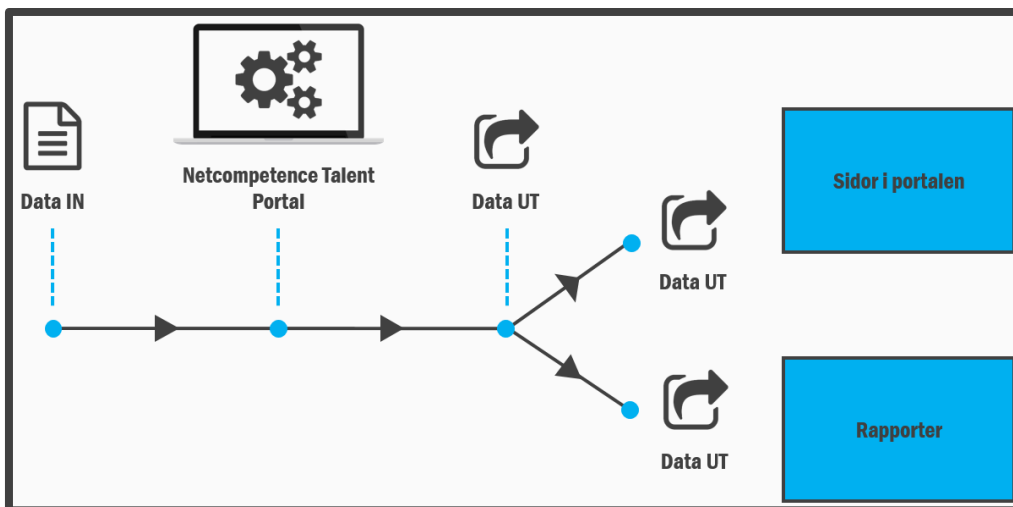 Data IN
Netcompetence Talent
Portal
Data UT
Data UT
Sidor i portalen
Data UT
Rapporter